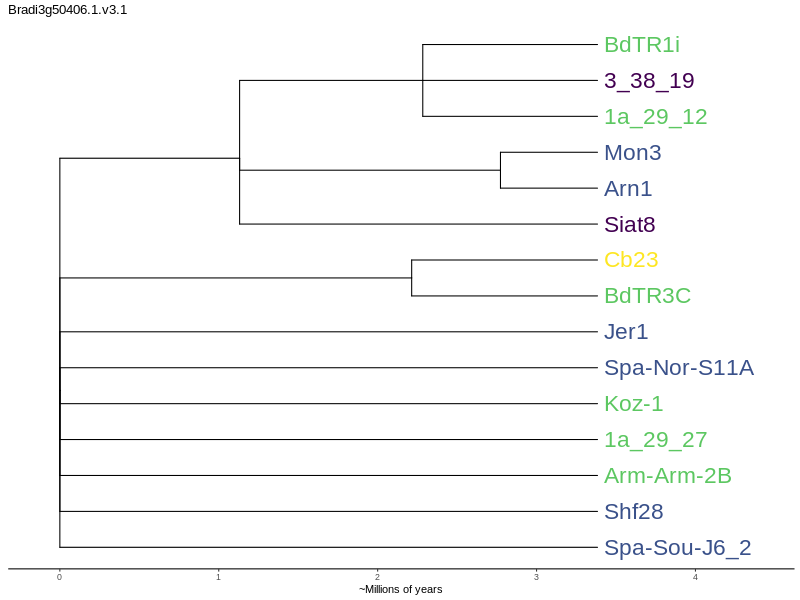 Bradi3g50406.1.v3.1
BdTR1i
3_38_19
1a_29_12
Mon3
Arn1
Siat8
Cb23
BdTR3C
Jer1
Spa-Nor-S11A
Koz-1
1a_29_27
Arm-Arm-2B
Shf28
Spa-Sou-J6_2
0 1 2 3 4
~Millions of years